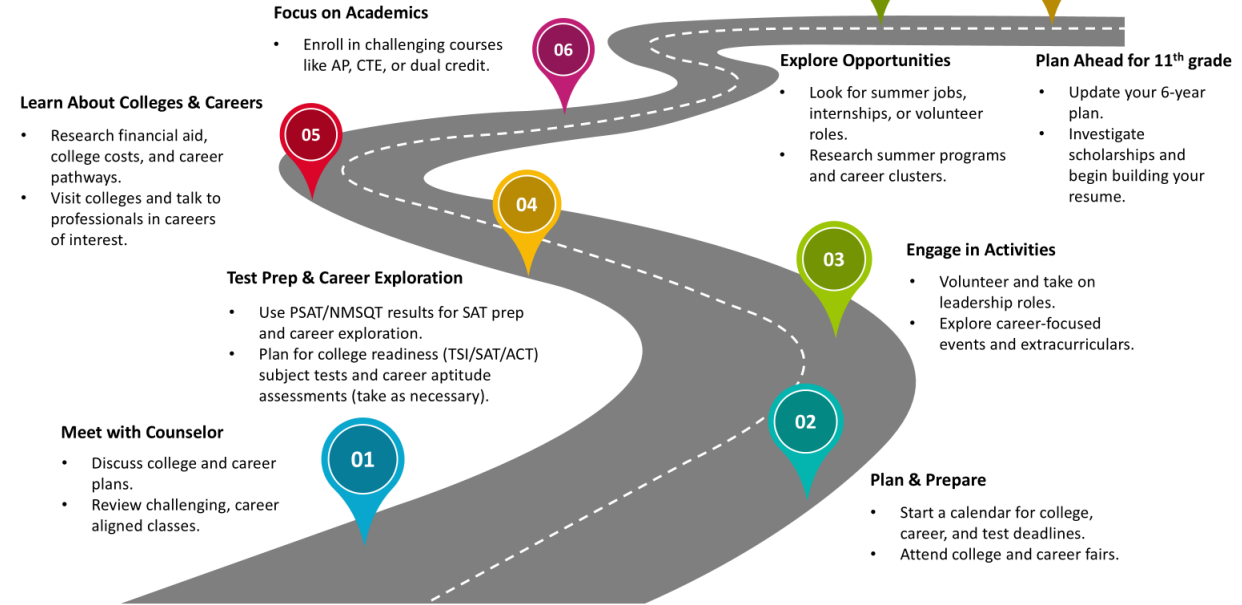 Focus on Academics
• Enroll in challenging courses
like AP, CTE, or dual credit.
06
Explore Opportunities
• Look for summer jobs,
internships, or volunteer
roles.
• Research summer programs
and career clusters.
Plan Ahead for 11th grade
• Update your 6-year
plan.
• Investigate
scholarships and
begin building your
resume.
Learn About Colleges & Careers
• Research financial aid,
college costs, and career
pathways.
• Visit colleges and talk to
professionals in careers
of interest.
05
04
03
Engage in Activities
• Volunteer and take on
leadership roles.
• Explore career-focused
events and extracurriculars.
Test Prep & Career Exploration
• Use PSAT/NMSQT results for SAT prep
and career exploration.
• Plan for college readiness (TSI/SAT/ACT)
subject tests and career aptitude
assessments (take as necessary).
Meet with Counselor
• Discuss college and career
plans.
• Review challenging, career
aligned classes.
01
02
Plan & Prepare
• Start a calendar for college,
career, and test deadlines.
• Attend college and career fairs.